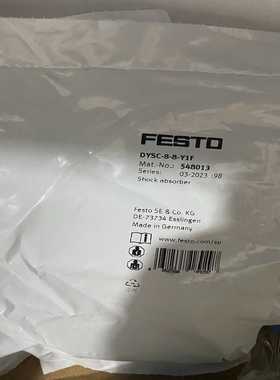 FESTO
DYSC-8-8-Y1F
Mat.-No.: 548013
Series: 03-2023 :98
Shock absorber
Festo SE & Co. KG
DE-73734 Esslingen
Made in Germany
www.festo.com/sp